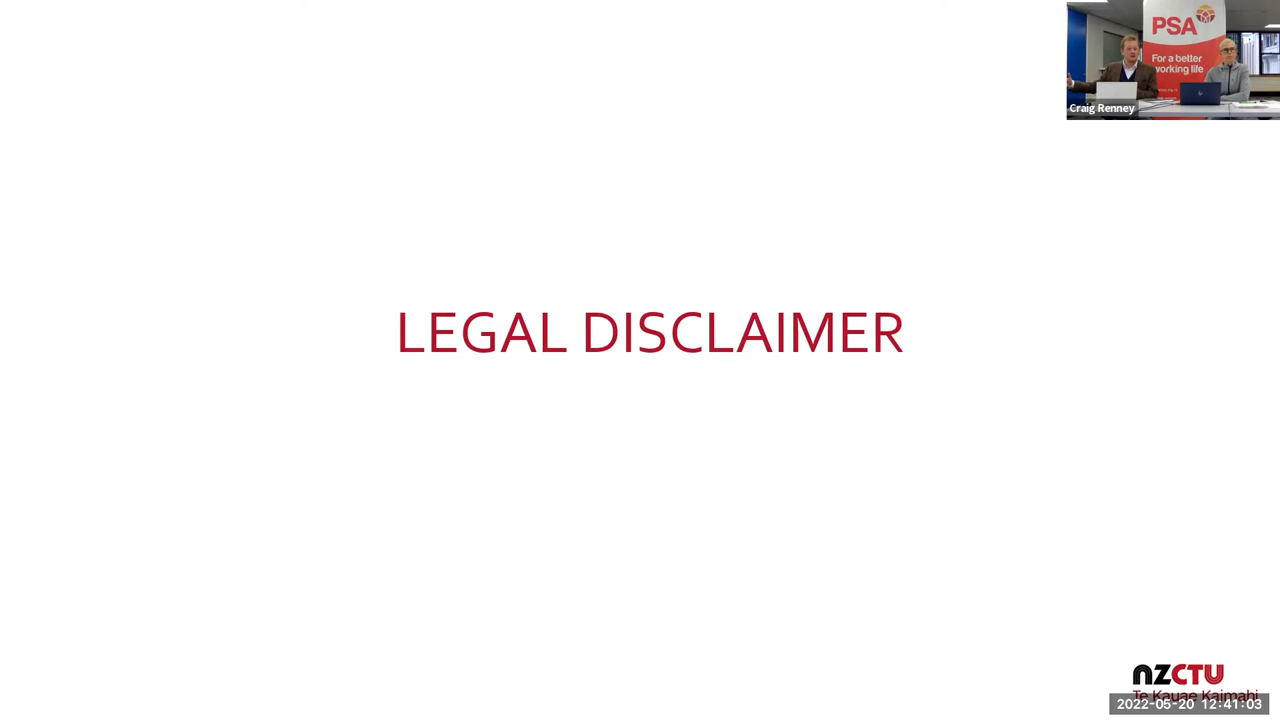 PSA
For a better
working life
Craig Renney
LEGAL DISCLAIMER
NZCTU
Te Kauae Kaimahi
2022-05-20 12:41:03